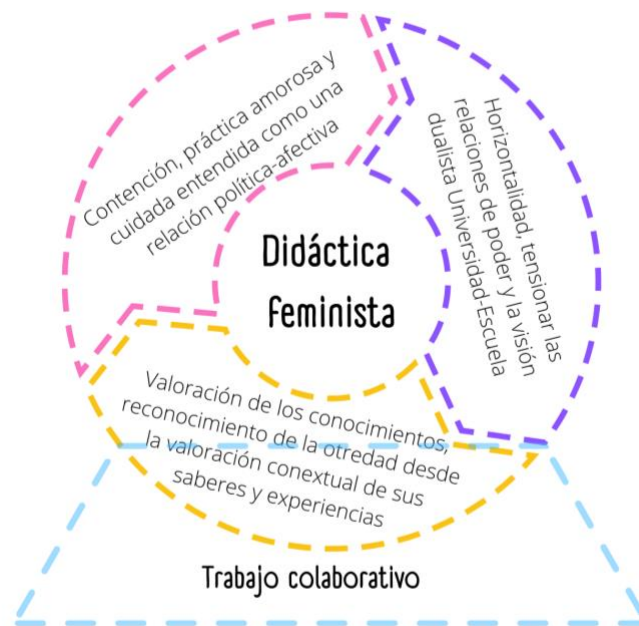 Contención, práctica amorosa y
cuidada entendida como una
relación política-afectiva
Horizontalidad, tensionar las
relaciones de poder y la visión
dualista Universidad-Escuela
Didáctica
feminista
Valoración de los conocimientos,
reconocimiento de la otredad desde
la valoración conextual de sus
saberes y experiencias
Trabajo colaborativo